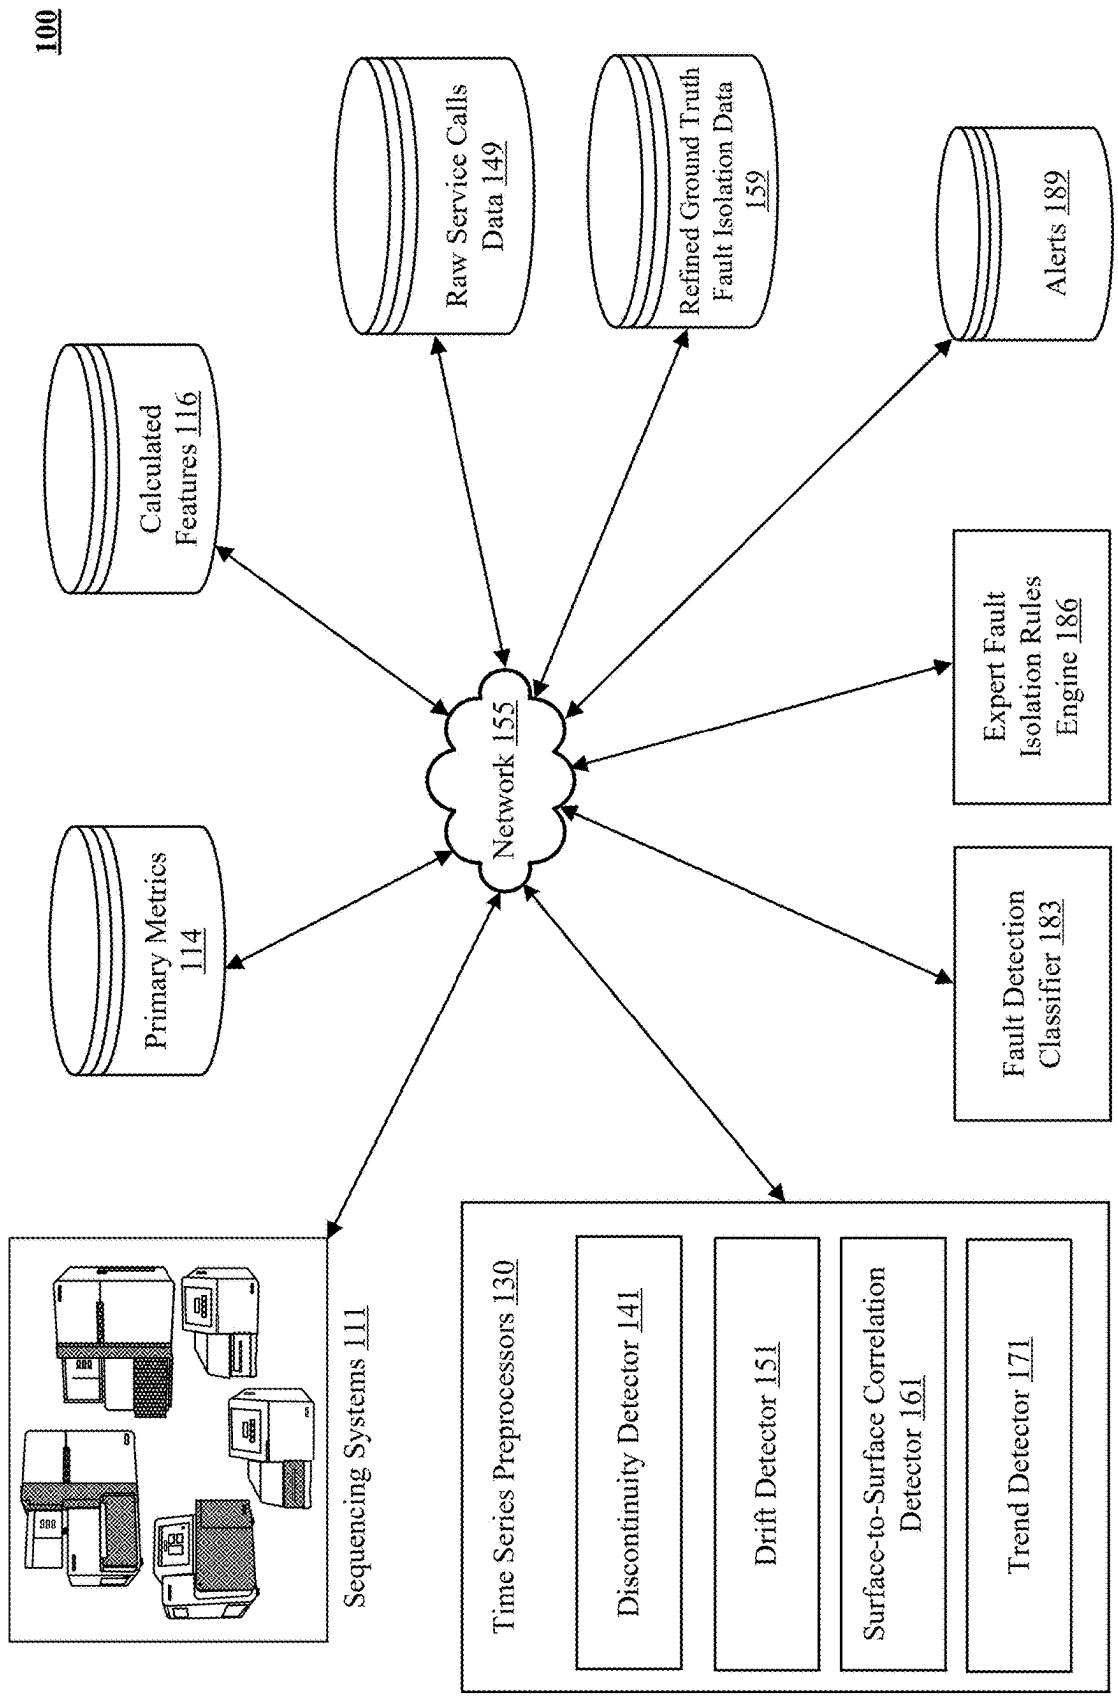 100
Sequencing Systems 111
Primary Metrics
114
Calculated
Features 116
Raw Service Calls
Data 149
Refined Ground Truth
Fault Isolation Data
159
Network 155
Time Series Preprocessors 130
Discontinuity Detector 141
Drift Detector 151
Surface-to-Surface Correlation
Detector 161
Trend Detector 171
Fault Detection
Classifier 183
Expert Fault
Isolation Rules
Engine 186
Alerts 189